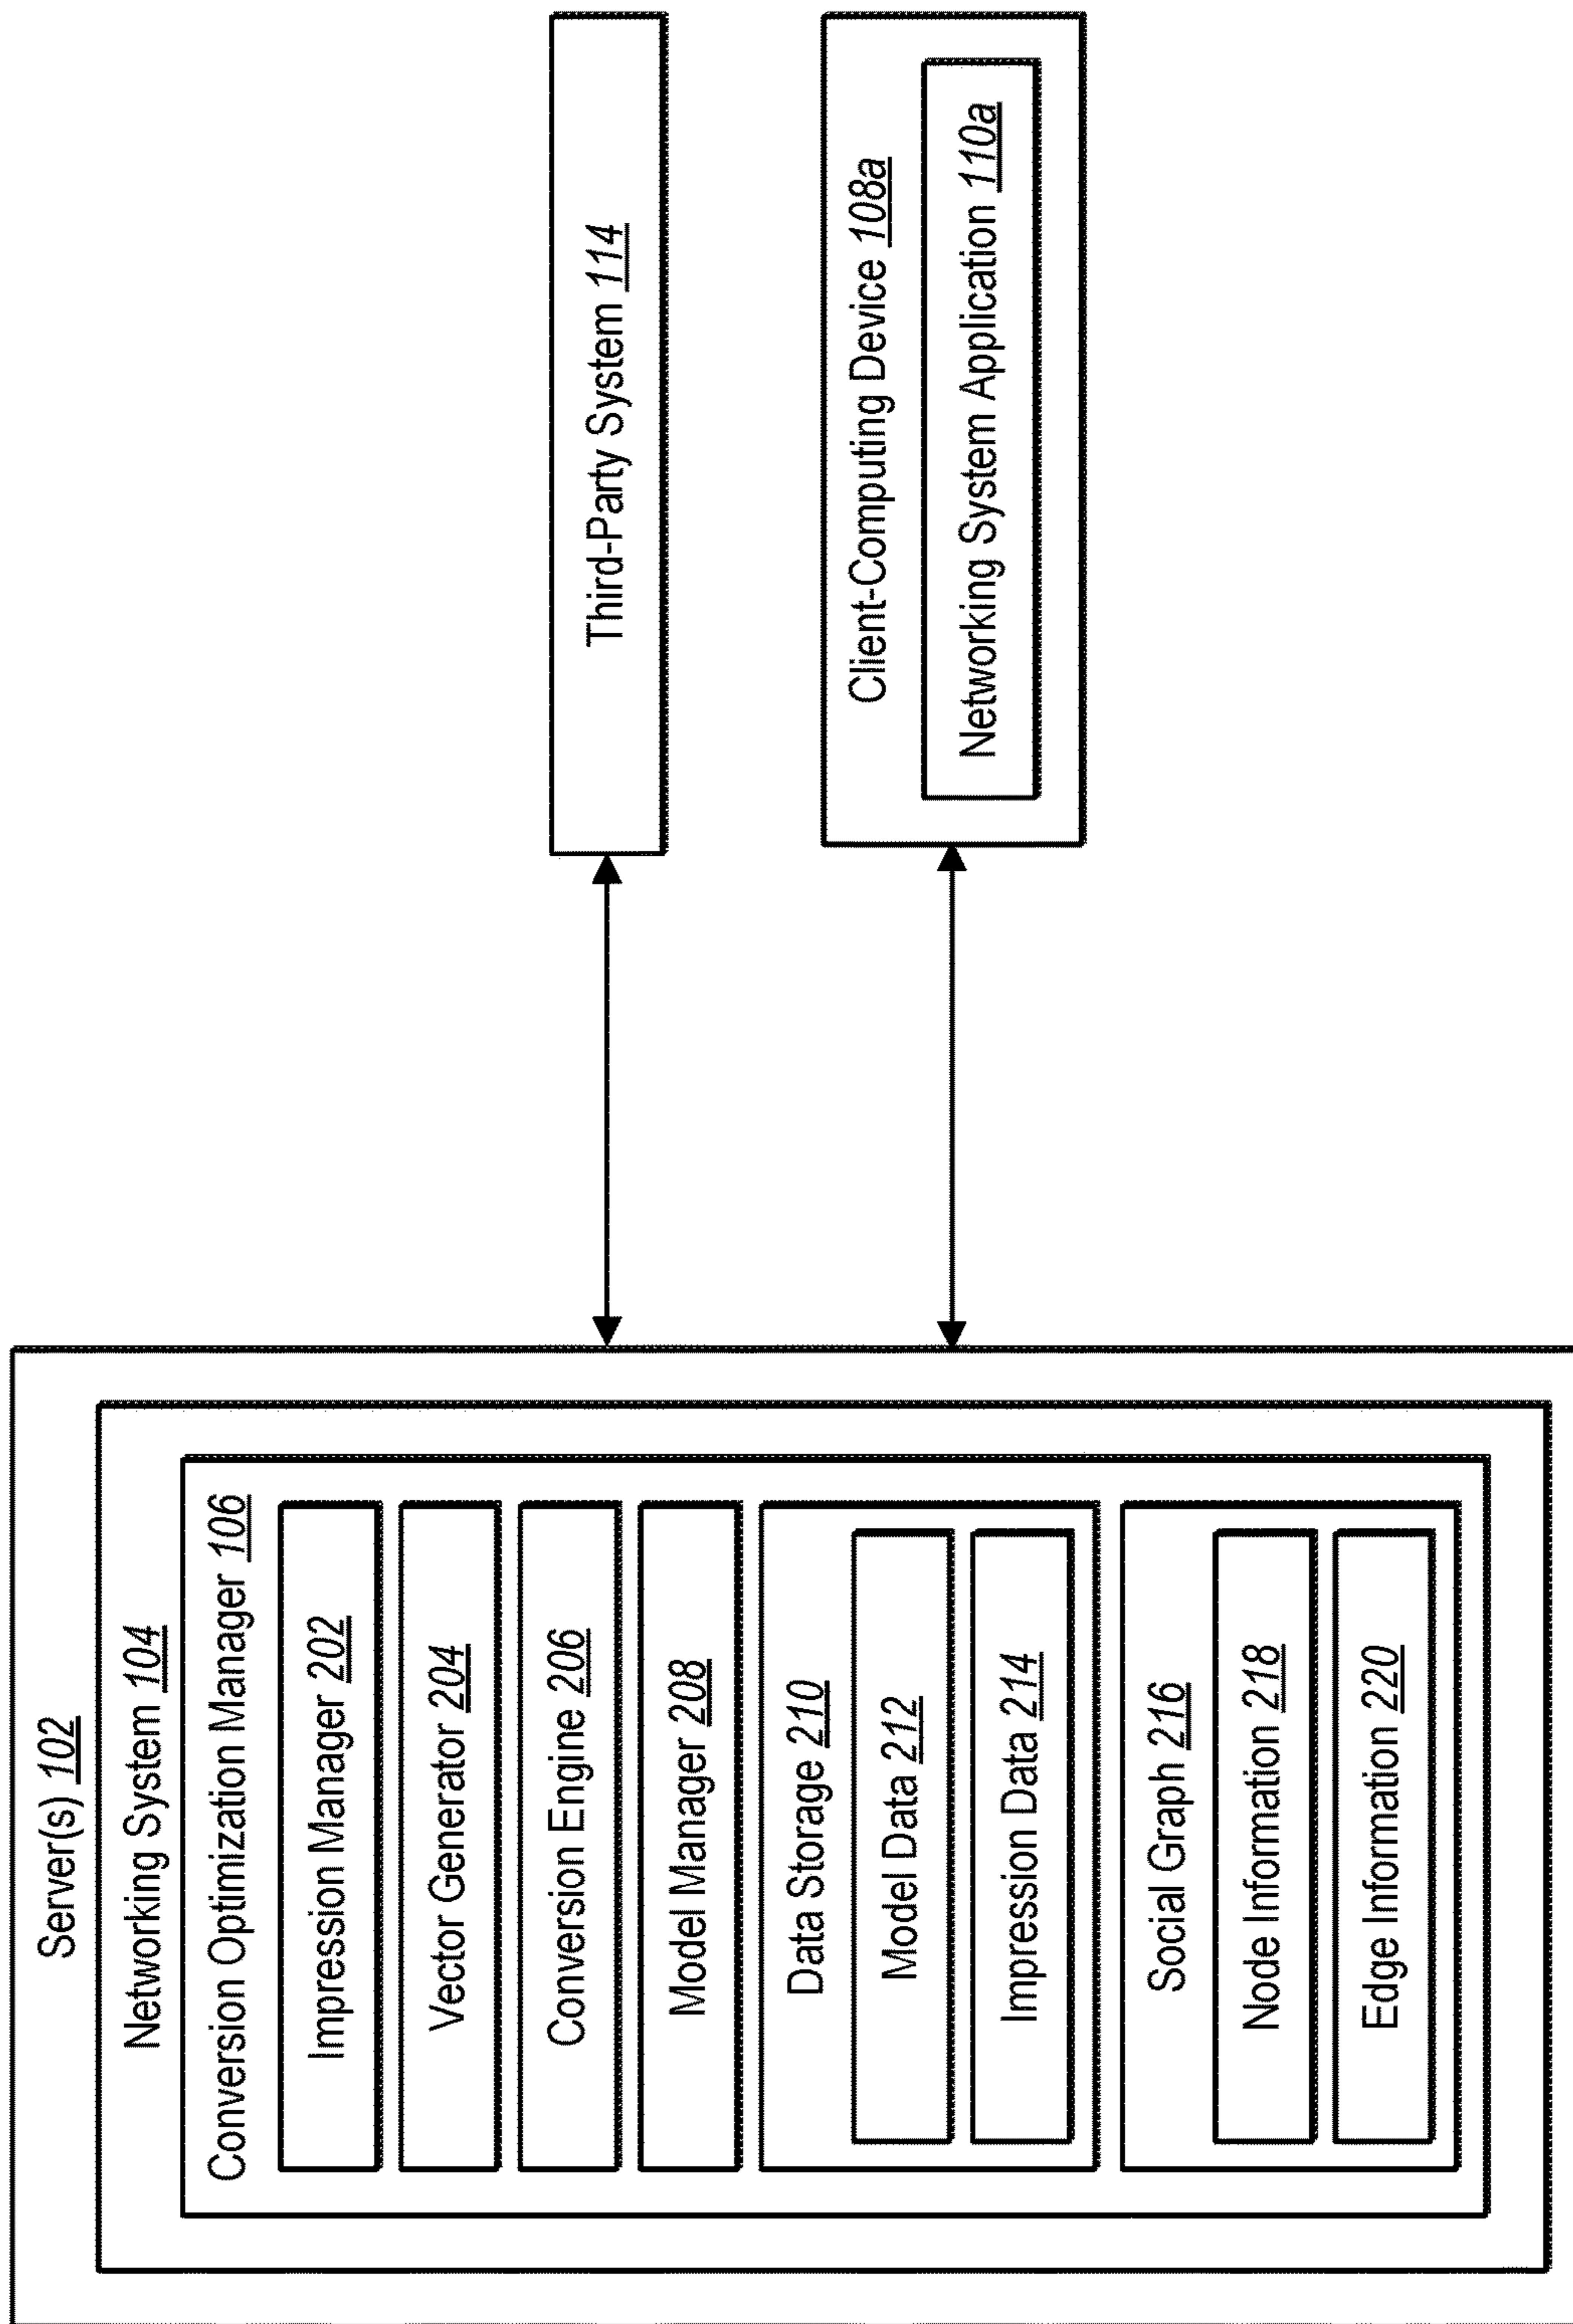 Server(s) 102
Networking System 104
Conversion Optimization Manager 106
Impression Manager 202
Vector Generator 204
Conversion Engine 206
Model Manager 208
Data Storage 210
Model Data 212
Impression Data 214
Social Graph 216
Node Information 218
Edge Information 220
Third-Party System 114
Client-Computing Device 108a
Networking System Application 110a